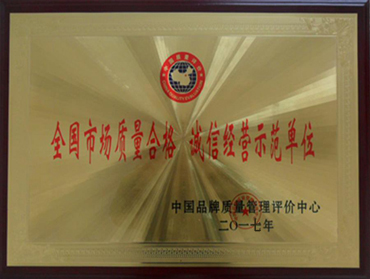 全国市场质量合格 诚信经营示范单位
中国品牌质量管理评价中心
二〇一七年